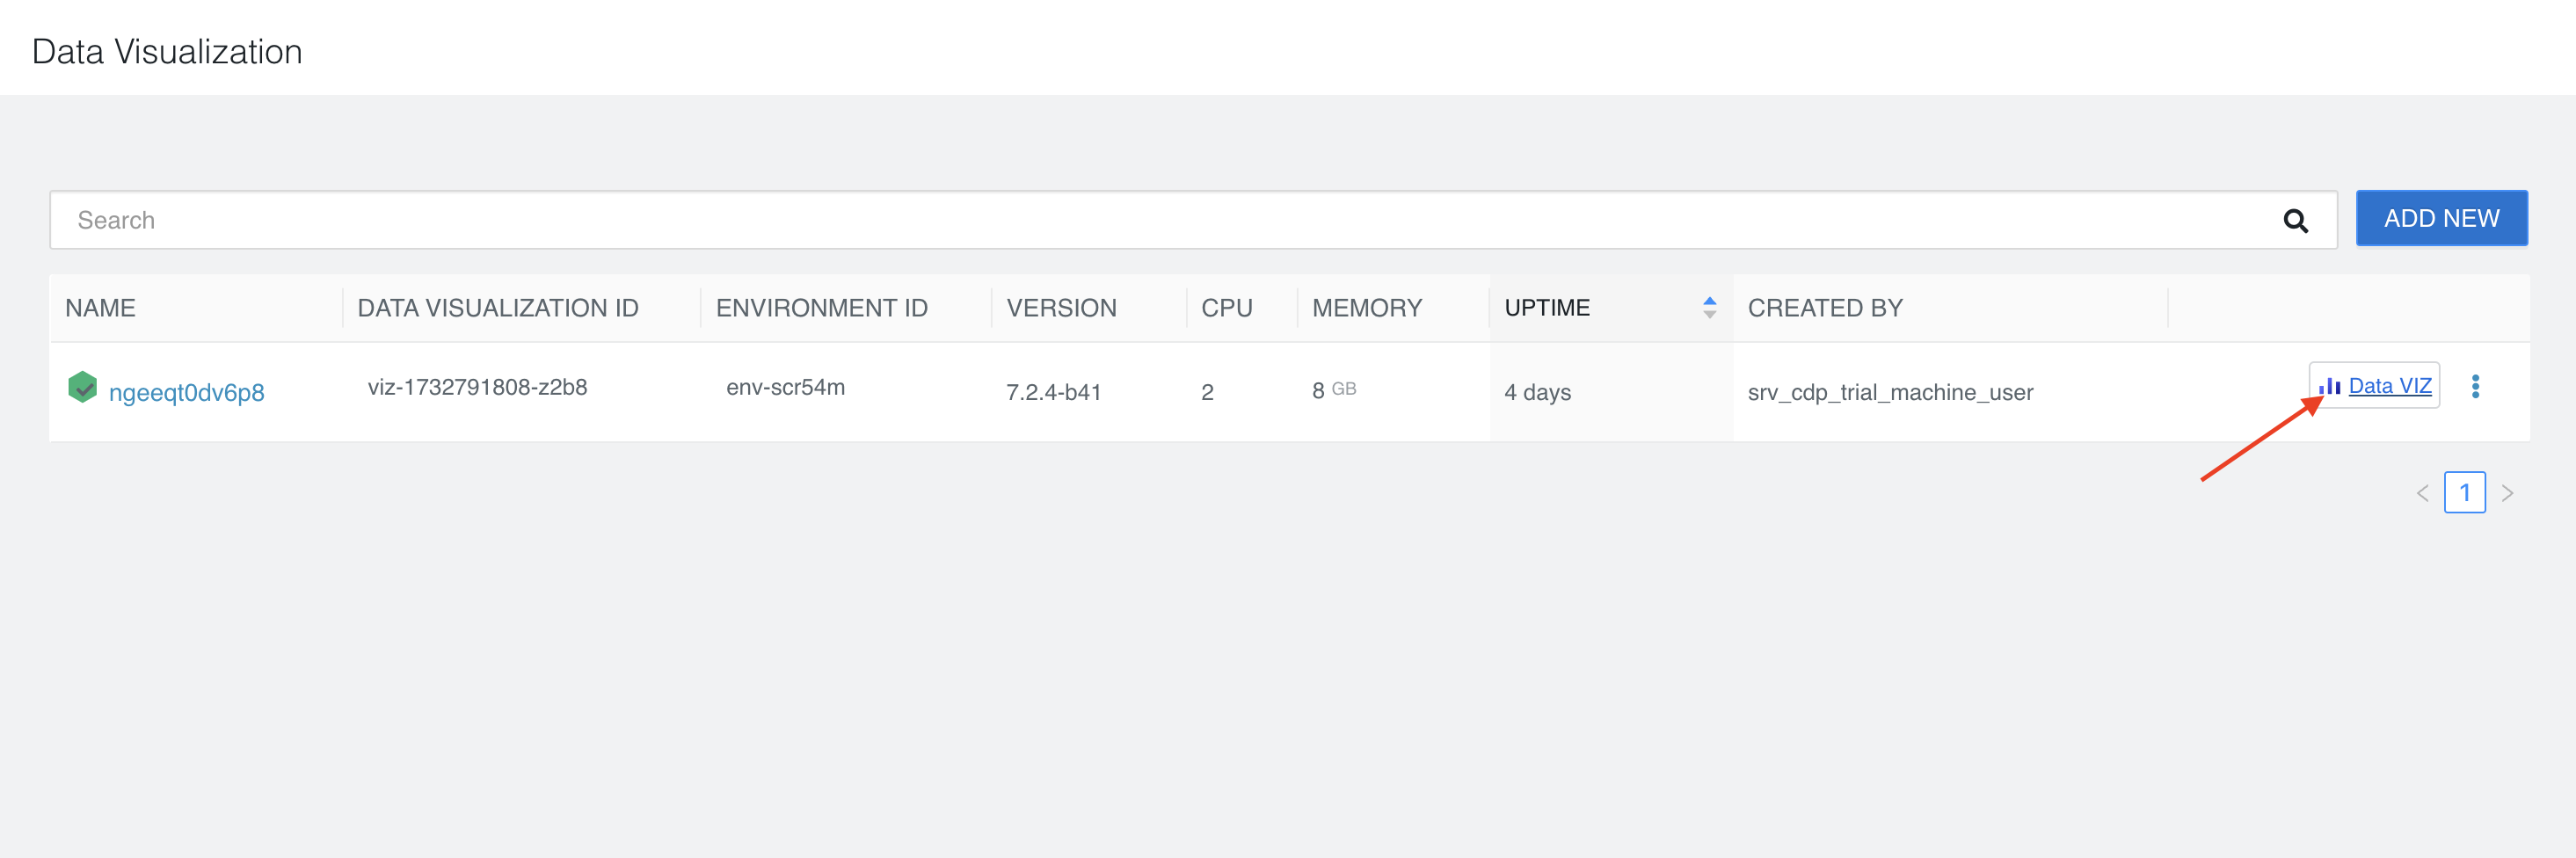 Data Visualization
Search
ADD NEW
NAME DATA VISUALIZATION ID ENVIRONMENT ID VERSION CPU MEMORY UPTIME CREATED BY
ngeeqt0dv6p8 viz-1732791808-z2b8 env-scr54m 7.2.4-b41 2 8 GB 4 days srv_cdp_trial_machine_user Data VIZ
< 1 >